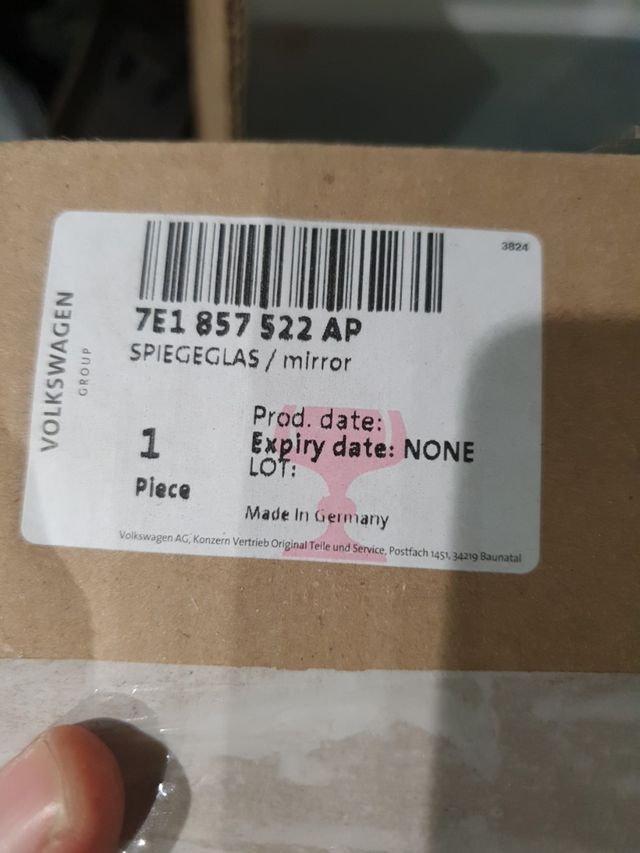 3824
7E1 857 522 AP
SPIEGEGLAS / mirror
VOLKSWAGEN
GROUP
Prod. date:
1
Expiry date: NONE
LOT:
Piece
Made In Germany
Volkswagen AG, Konzern Vertrieb Original Teile und Service, Postfach 1451, 34219 Baunatal